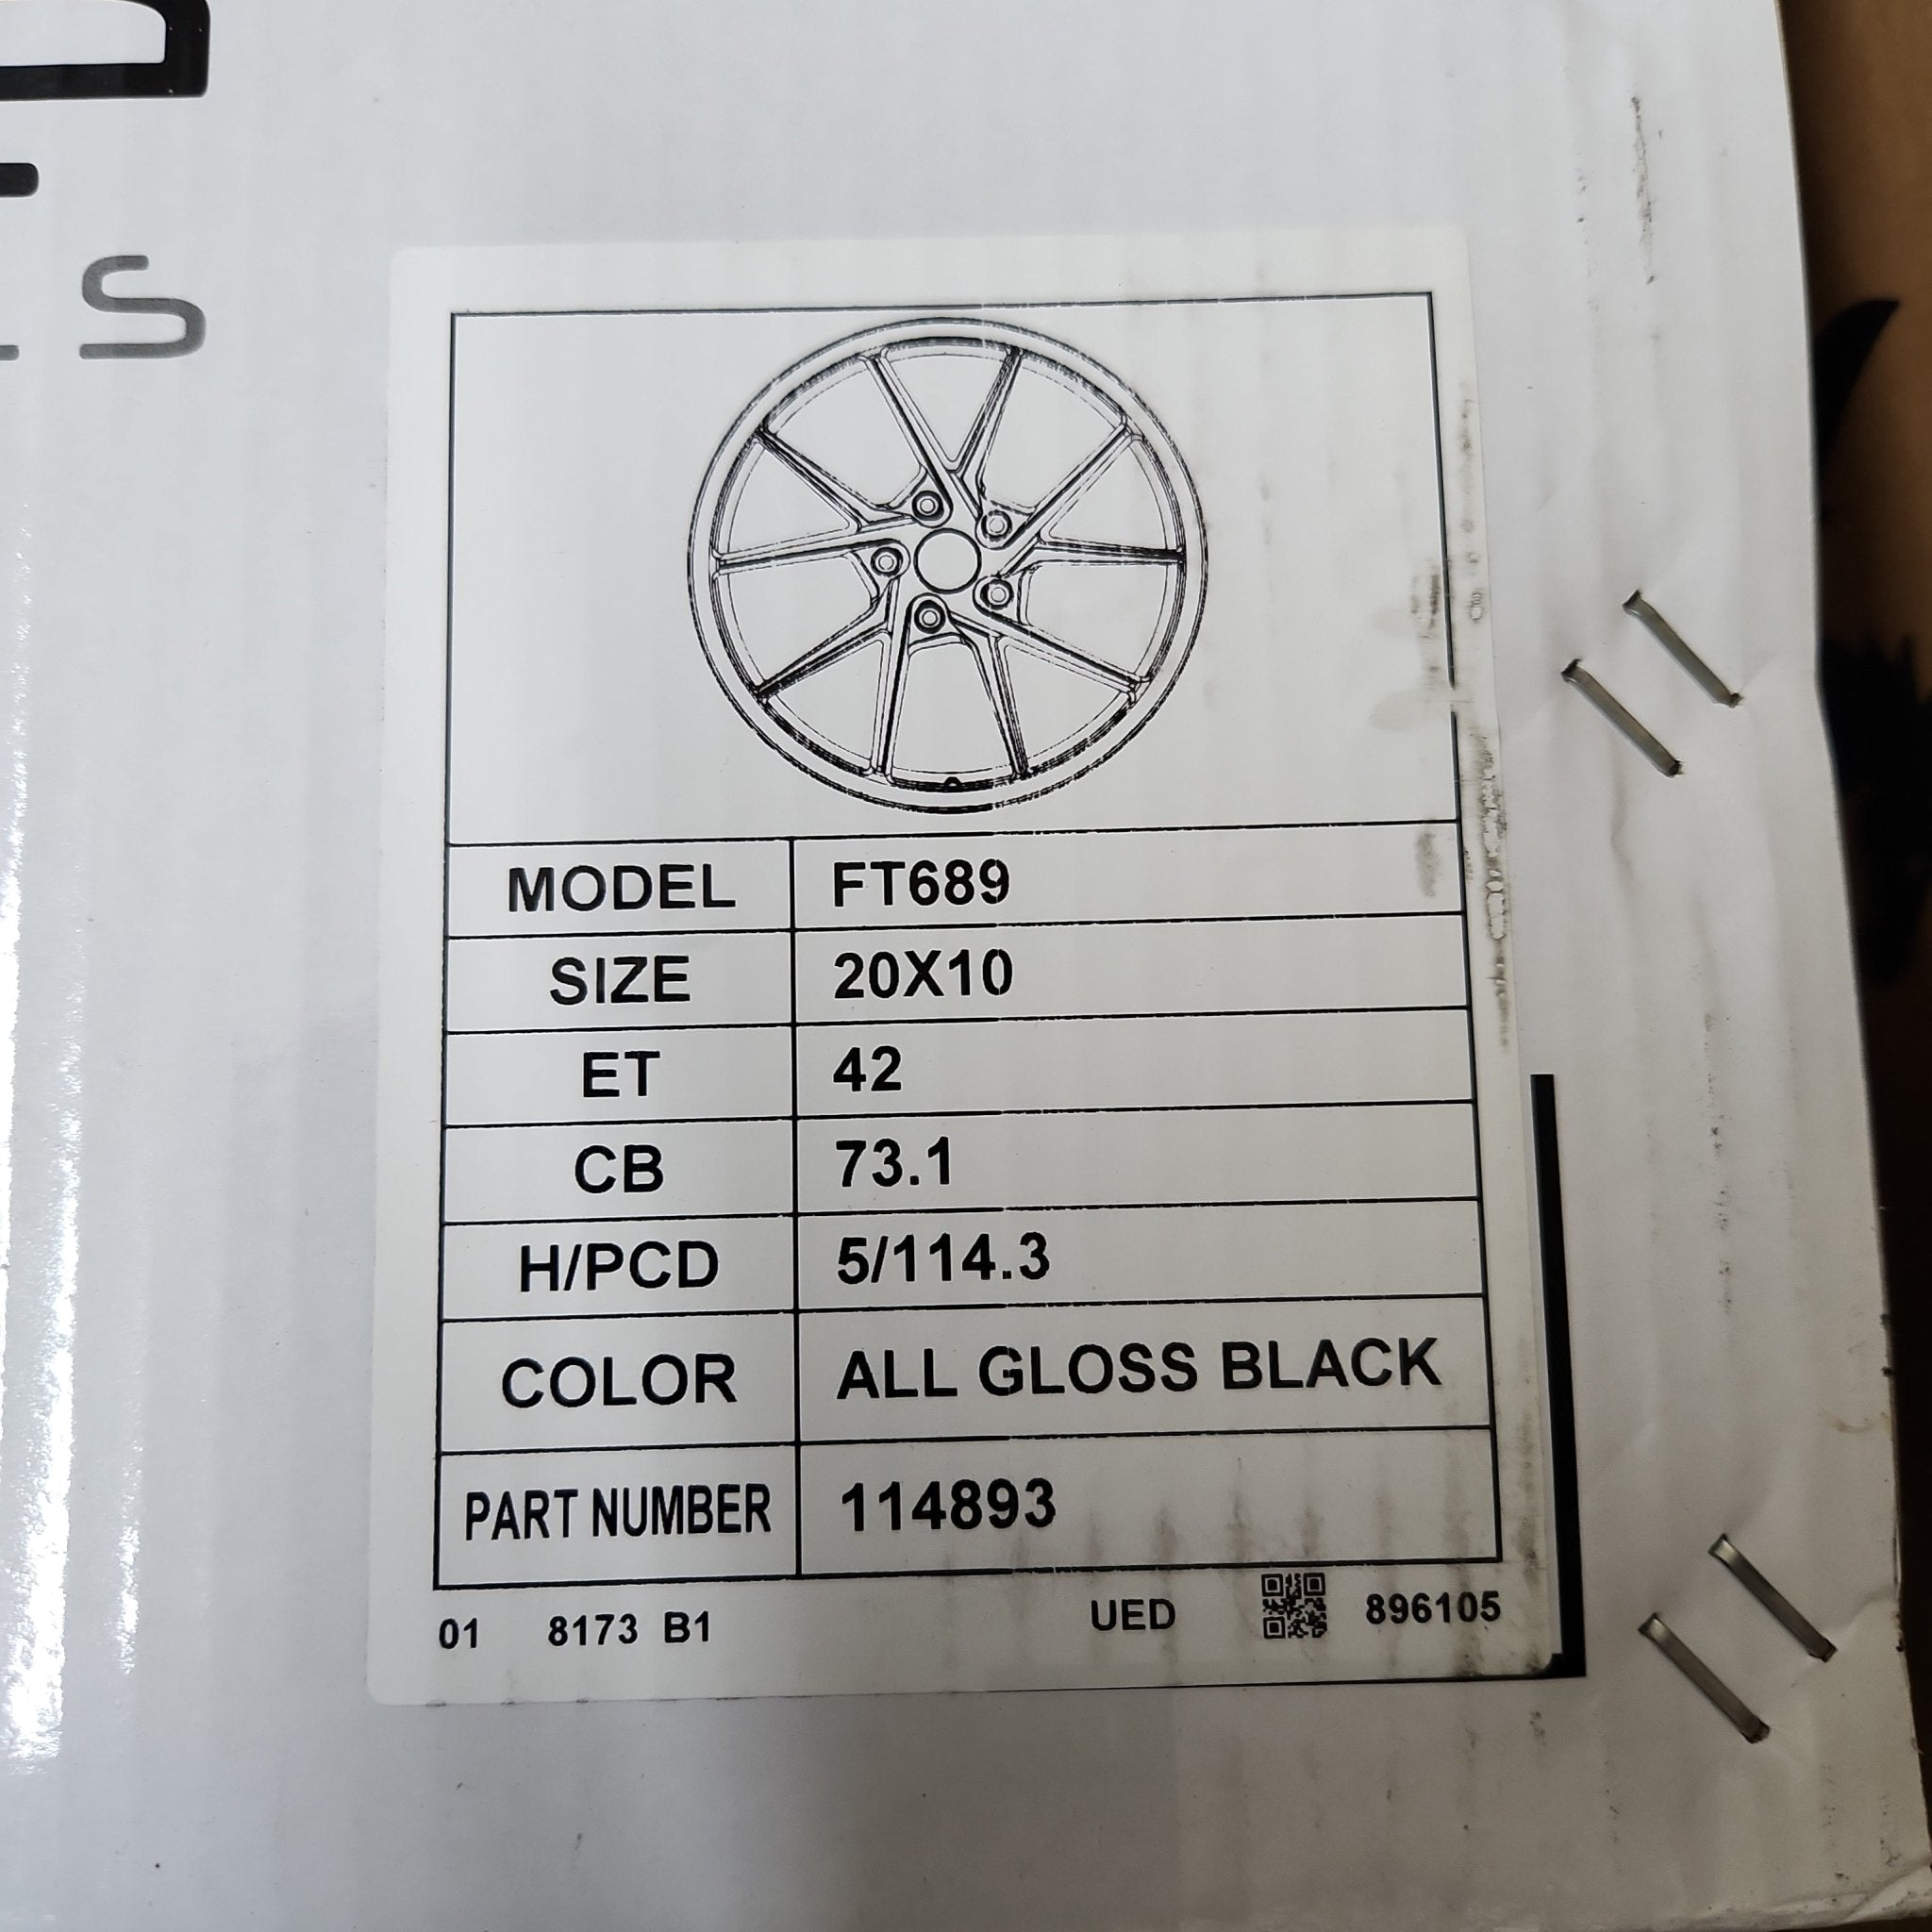 S
MODEL FT689
SIZE 20X10
ET 42
CB 73.1
H/PCD 5/114.3
COLOR ALL GLOSS BLACK
PART NUMBER 114893
01 8173 B1 UED 896105